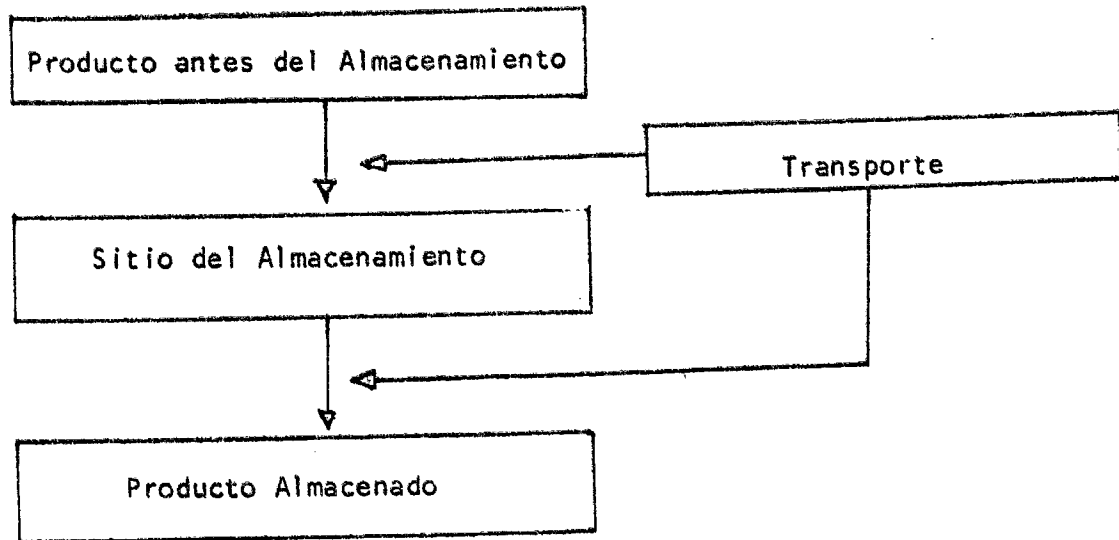 Producto antes del Almacenamiento
Transporte
Sitio del Almacenamiento
Producto Almacenado